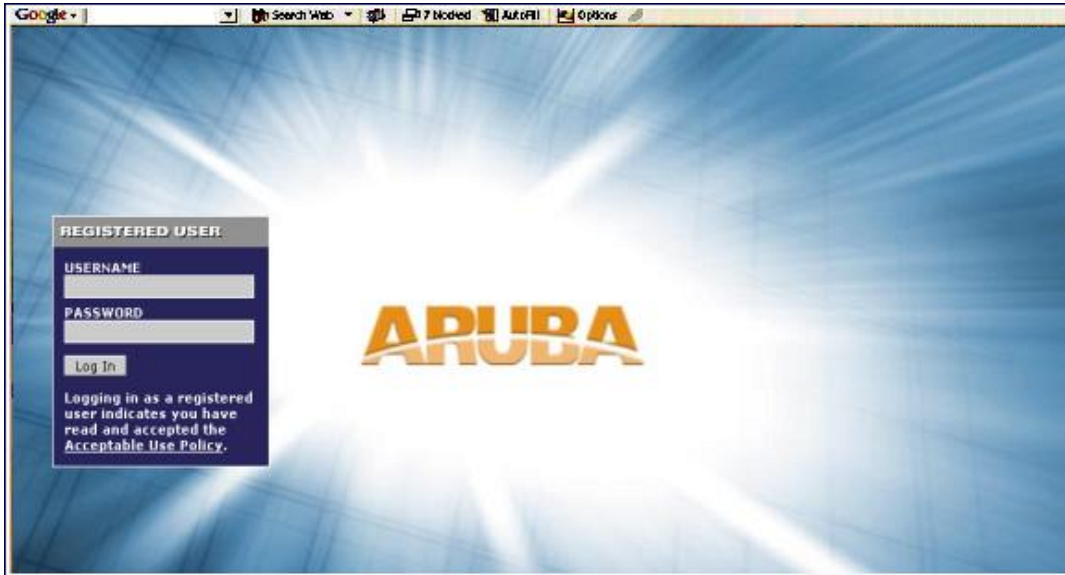 Google
Search Web
7 blocked AutoFill Options
REGISTERED USER
USERNAME
PASSWORD
Log In
Logging in as a registered
user indicates you have
read and accepted the
Acceptable Use Policy.
ARUBA